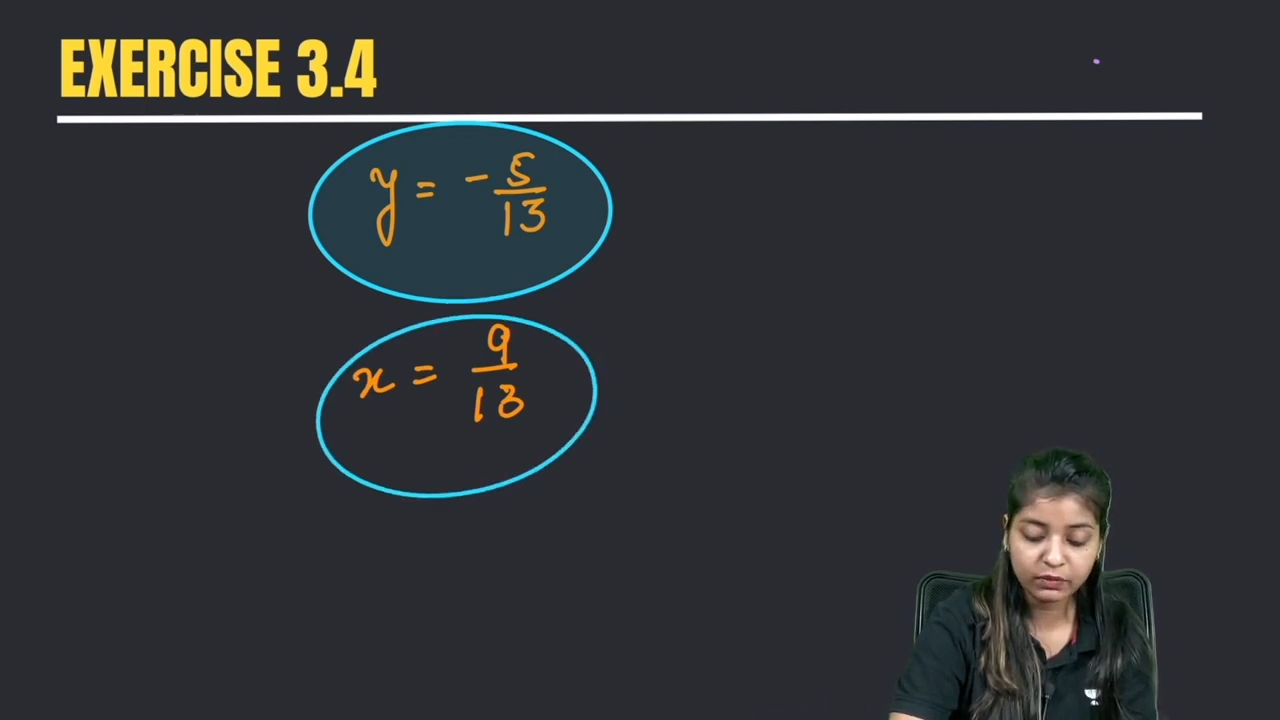 EXERCISE 3.4
y = - 5/13
x = 9/13